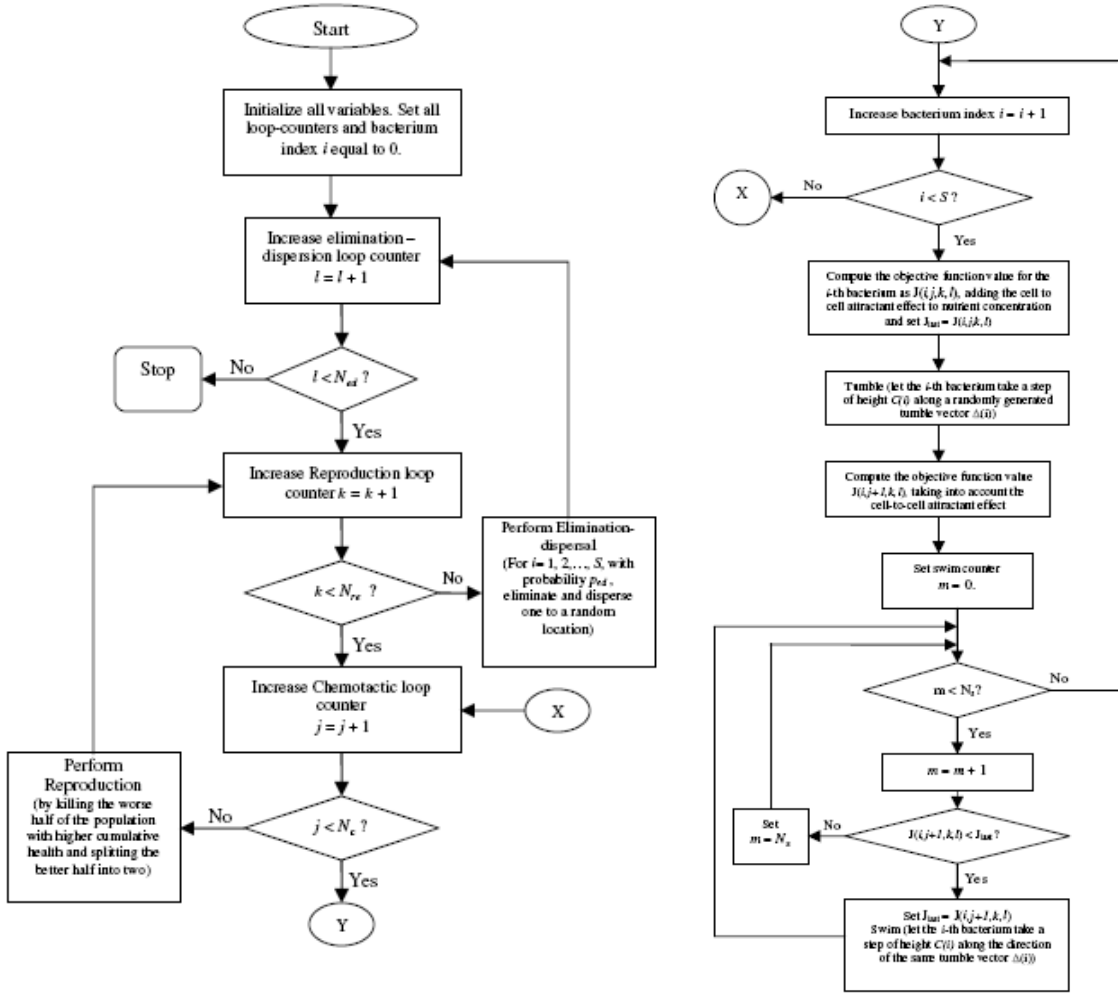 Start
Initialize all variables. Set all
loop-counters and bacterium
index i equal to 0.
Increase elimination –
dispersion loop counter
l = l + 1
Stop
No
l < Ned ?
Yes
Increase Reproduction loop
counter k = k + 1
Perform Elimination-
dispersal
(For i= 1, 2,…, S, with
probability ped ,
eliminate and disperse
one to a random
location)
k < Nre ?
No
Yes
Increase Chemotactic loop
counter
j = j + 1
X
Perform
Reproduction
(by killing the worse
half of the population
with higher cumulative
health and splitting the
better half into two)
No
j < Nc ?
Yes
Y
Y
Increase bacterium index i = i + 1
X
No
i < S ?
Yes
Compute the objective function value for the
i-th bacterium as J(i,j,k,l), adding the cell to
cell attractant effect to nutrient concentration
and set Jlast = J(i,j,k,l)
Tumble (let the i-th bacterium take a step
of height C(i) along a randomly generated
tumble vector Δ(i))
Compute the objective function value
J(i,j+1,k,l), taking into account the
cell-to-cell attractant effect
Set swim counter
m = 0.
m < Ns?
No
Yes
m = m + 1
Set
m = Ns
No
J(i,j+1,k,l) < Jlast ?
Yes
Set Jlast = J(i,j+1,k,l)
Swim (let the i-th bacterium take a
step of height C(i) along the direction
of the same tumble vector Δ(i))